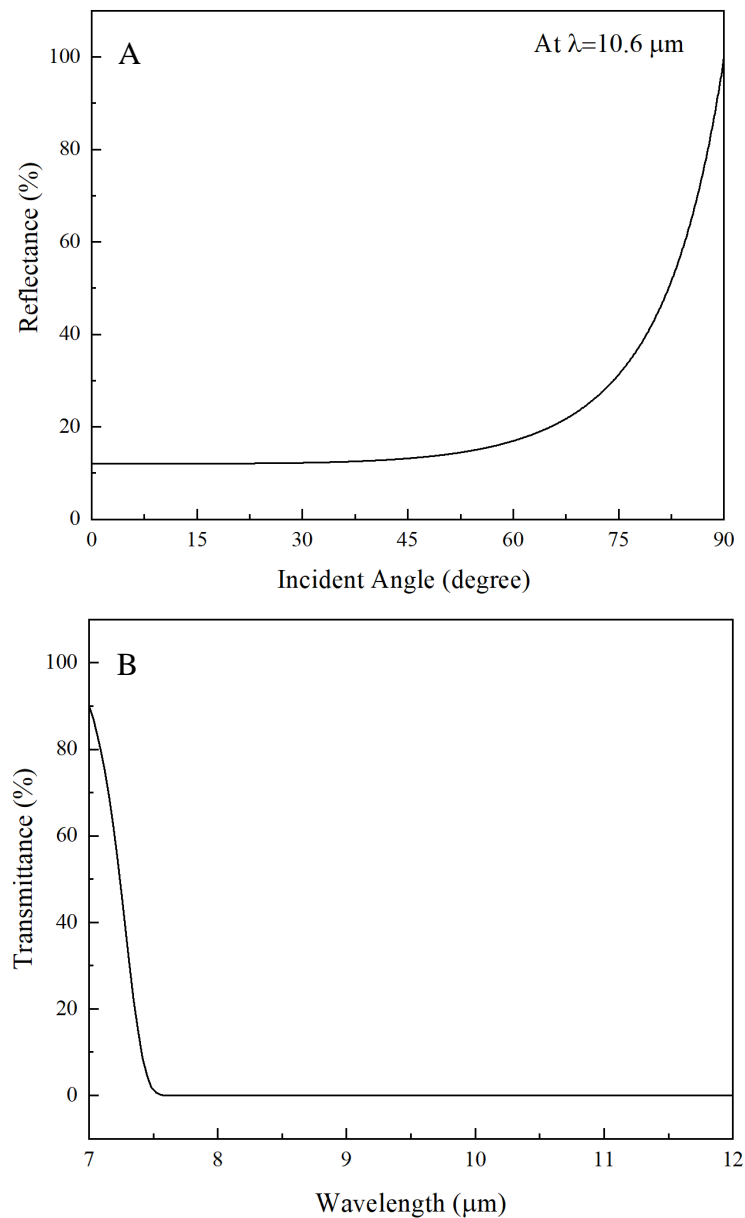 A
At λ=10.6 μm
Reflectance (%)
100
80
60
40
20
0
0 15 30 45 60 75 90
Incident Angle (degree)
B
Transmittance (%)
100
80
60
40
20
0
7 8 9 10 11 12
Wavelength (μm)